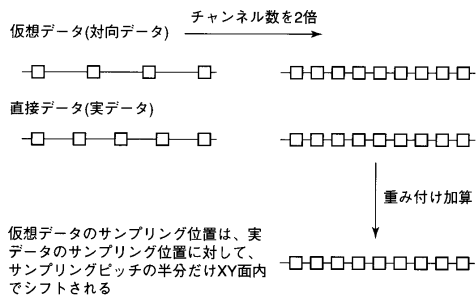 チャンネル数を2倍
仮想データ(対向データ)
直接データ(実データ)
重み付け加算
仮想データのサンプリング位置は、実
データのサンプリング位置に対して、
サンプリングピッチの半分だけXY面内
でシフトされる